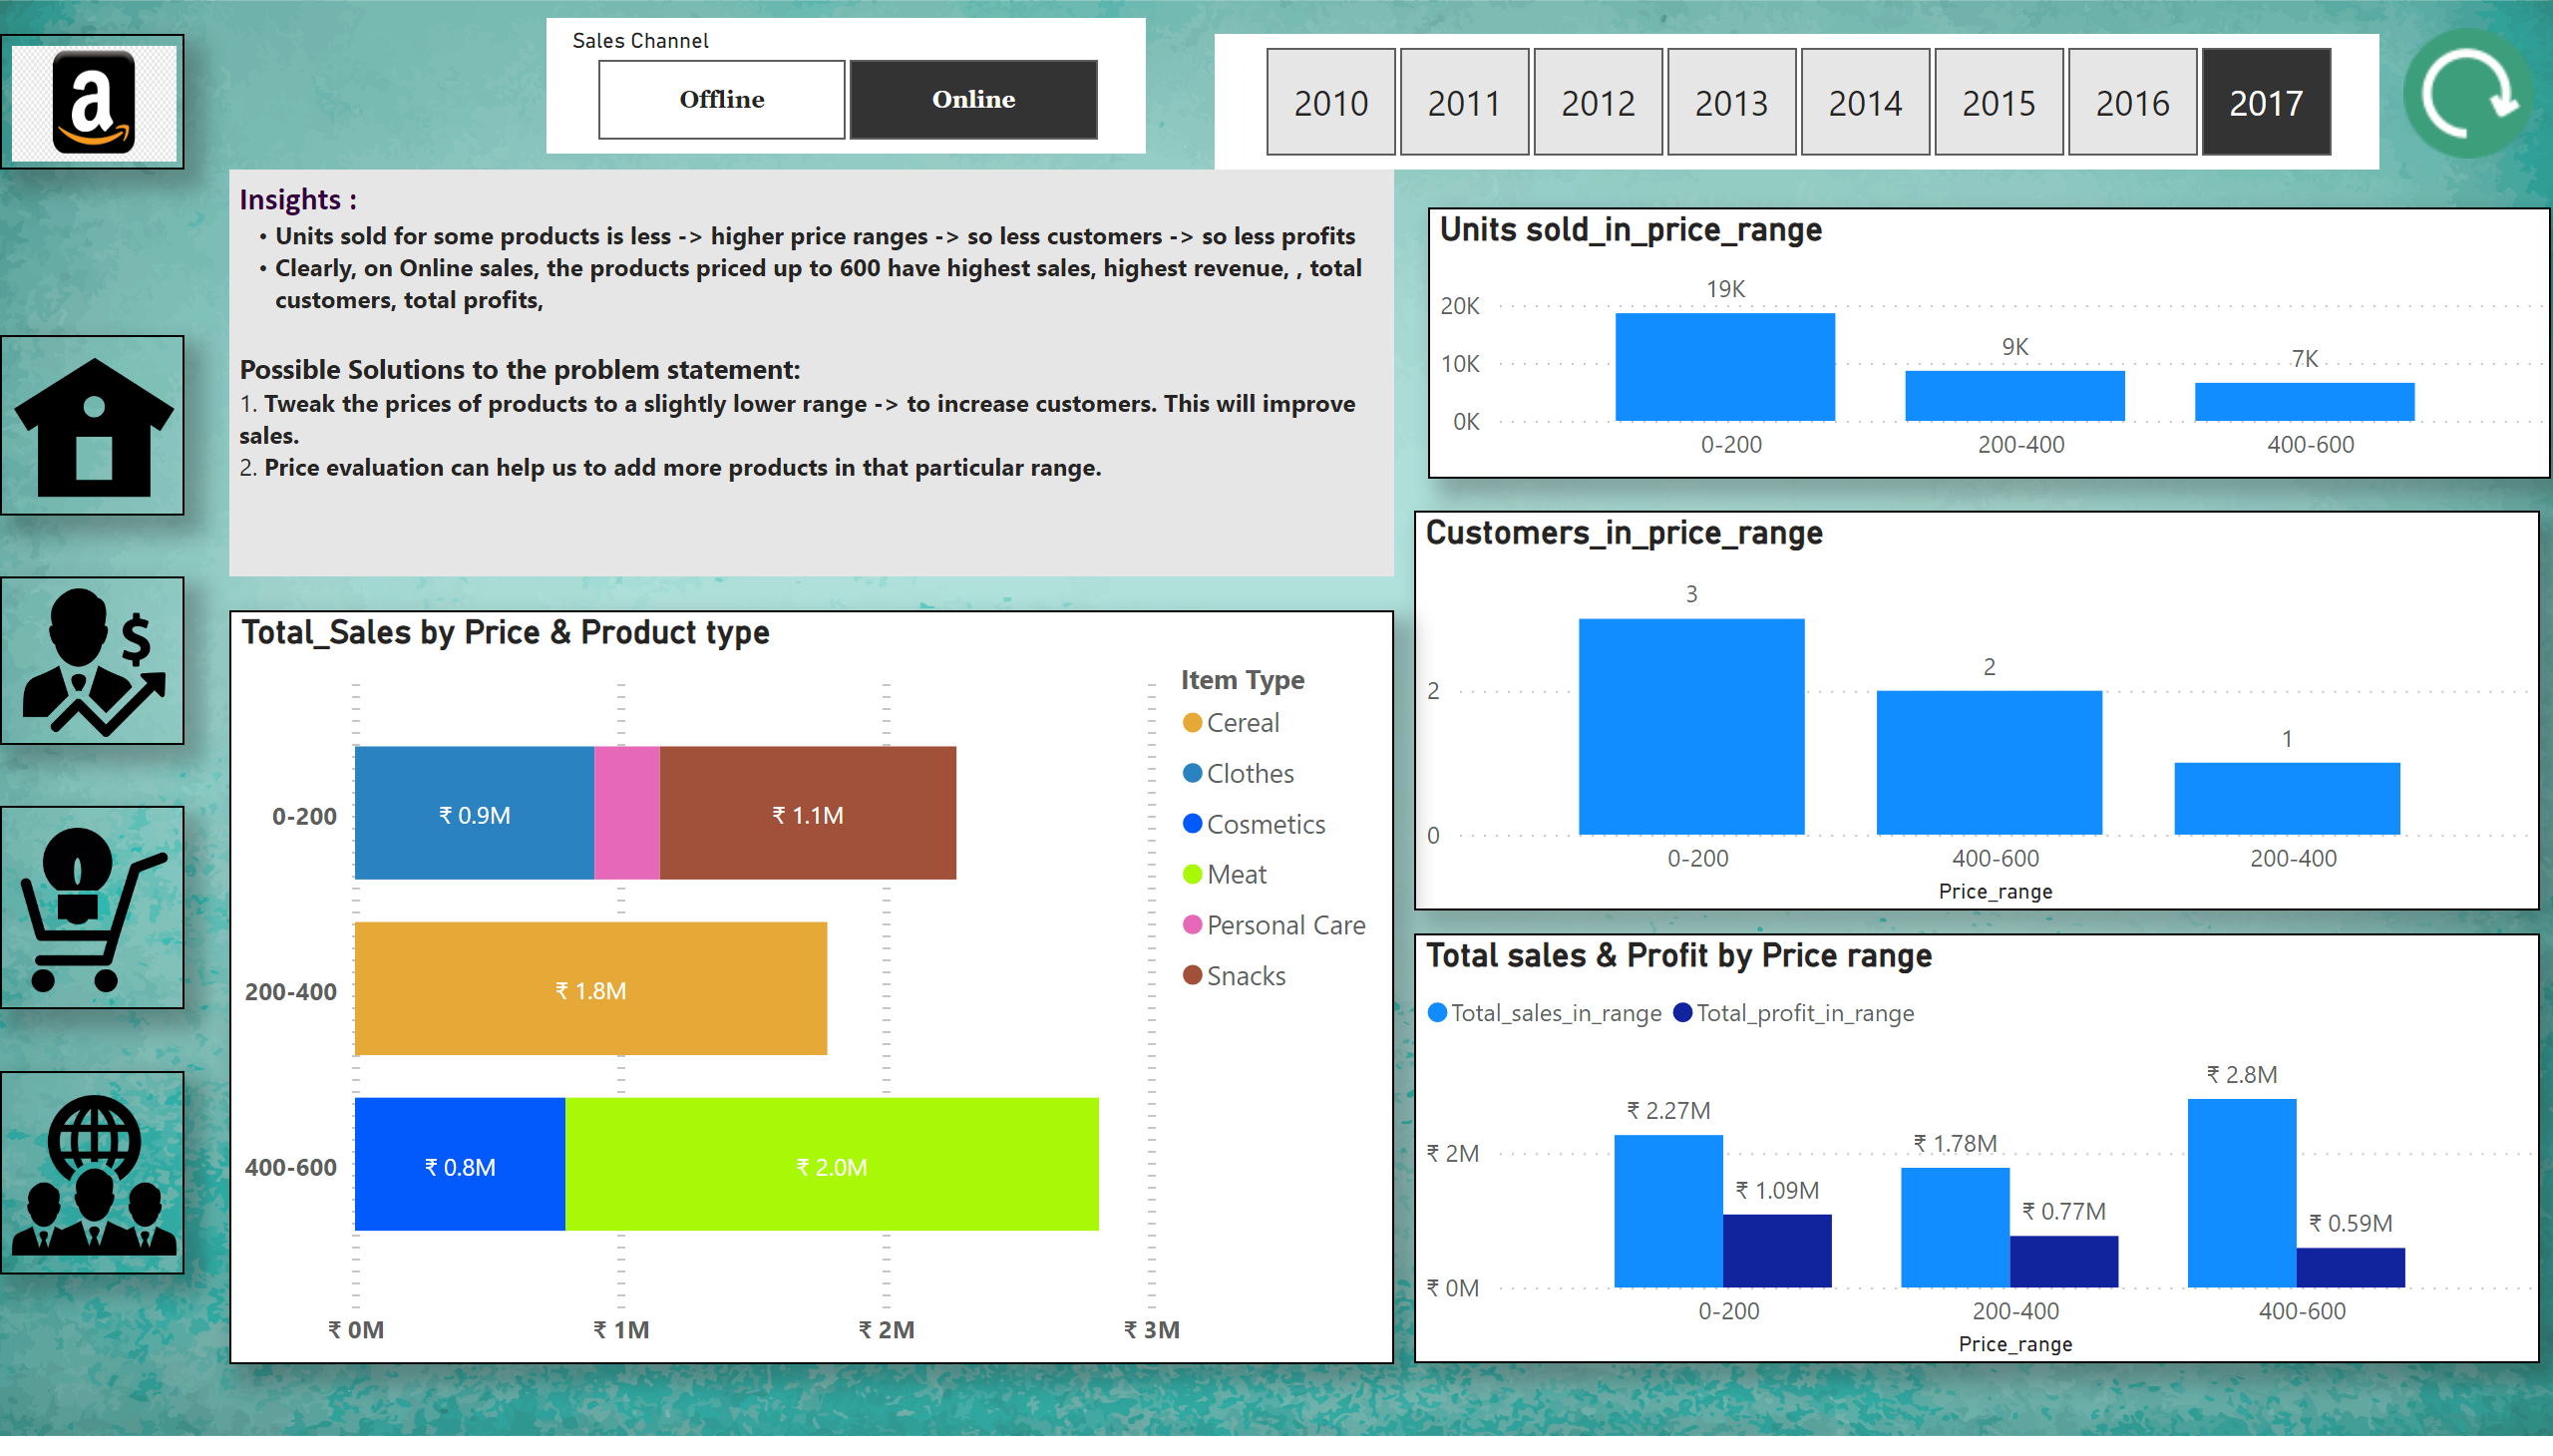 a
Sales Channel
Offline
Online
2010
2011
2012
2013
2014
2015
2016
2017
Insights :
• Units sold for some products is less -> higher price ranges -> so less customers -> so less profits
• Clearly, on Online sales, the products priced up to 600 have highest sales, highest revenue, , total
customers, total profits,
Possible Solutions to the problem statement:
1. Tweak the prices of products to a slightly lower range -> to increase customers. This will improve
sales.
2. Price evaluation can help us to add more products in that particular range.
Units sold_in_price_range
20K
10K
0K
19K
9K
7K
0-200
200-400
400-600
$
Customers_in_price_range
2
0
3
2
1
0-200
400-600
200-400
Price_range
Total_Sales by Price & Product type
Item Type
Cereal
Clothes
Cosmetics
Meat
Personal Care
Snacks
0-200
₹ 0.9M
₹ 1.1M
200-400
₹ 1.8M
400-600
₹ 0.8M
₹ 2.0M
₹ 0M
₹ 1M
₹ 2M
₹ 3M
Total sales & Profit by Price range
Total_sales_in_range
Total_profit_in_range
₹ 2M
₹ 0M
₹ 2.27M
₹ 1.09M
₹ 1.78M
₹ 0.77M
₹ 2.8M
₹ 0.59M
0-200
200-400
400-600
Price_range